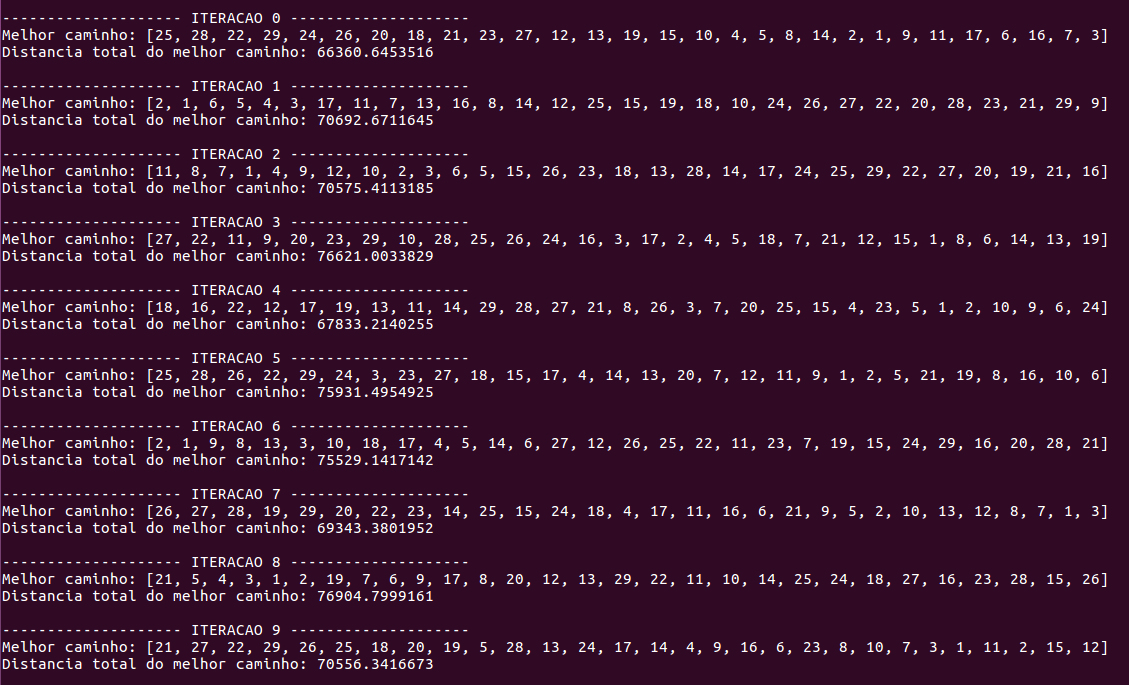 -------------------- ITERACAO 0 --------------------
Melhor caminho: [25, 28, 22, 29, 24, 26, 20, 18, 21, 23, 27, 12, 13, 19, 15, 10, 4, 5, 8, 14, 2, 1, 9, 11, 17, 6, 16, 7, 3]
Distancia total do melhor caminho: 66360.6453516
-------------------- ITERACAO 1 --------------------
Melhor caminho: [2, 1, 6, 5, 4, 3, 17, 11, 7, 13, 16, 8, 14, 12, 25, 15, 19, 18, 10, 24, 26, 27, 22, 20, 28, 23, 21, 29, 9]
Distancia total do melhor caminho: 70692.6711645
-------------------- ITERACAO 2 --------------------
Melhor caminho: [11, 8, 7, 1, 4, 9, 12, 10, 2, 3, 6, 5, 15, 26, 23, 18, 13, 28, 14, 17, 24, 25, 29, 22, 27, 20, 19, 21, 16]
Distancia total do melhor caminho: 70575.4113185
-------------------- ITERACAO 3 --------------------
Melhor caminho: [27, 22, 11, 9, 20, 23, 29, 10, 28, 25, 26, 24, 16, 3, 17, 2, 4, 5, 18, 7, 21, 12, 15, 1, 8, 6, 14, 13, 19]
Distancia total do melhor caminho: 76621.0033829
-------------------- ITERACAO 4 --------------------
Melhor caminho: [18, 16, 22, 12, 17, 19, 13, 11, 14, 29, 28, 27, 21, 8, 26, 3, 7, 20, 25, 15, 4, 23, 5, 1, 2, 10, 9, 6, 24]
Distancia total do melhor caminho: 67833.2140255
-------------------- ITERACAO 5 --------------------
Melhor caminho: [25, 28, 26, 22, 29, 24, 3, 23, 27, 18, 15, 17, 4, 14, 13, 20, 7, 12, 11, 9, 1, 2, 5, 21, 19, 8, 16, 10, 6]
Distancia total do melhor caminho: 75931.4954925
-------------------- ITERACAO 6 --------------------
Melhor caminho: [2, 1, 9, 8, 13, 3, 10, 18, 17, 4, 5, 14, 6, 27, 12, 26, 25, 22, 11, 23, 7, 19, 15, 24, 29, 16, 20, 28, 21]
Distancia total do melhor caminho: 75529.1417142
-------------------- ITERACAO 7 --------------------
Melhor caminho: [26, 27, 28, 19, 29, 20, 22, 23, 14, 25, 15, 24, 18, 4, 17, 11, 16, 6, 21, 9, 5, 2, 10, 13, 12, 8, 7, 1, 3]
Distancia total do melhor caminho: 69343.3801952
-------------------- ITERACAO 8 --------------------
Melhor caminho: [21, 5, 4, 3, 1, 2, 19, 7, 6, 9, 17, 8, 20, 12, 13, 29, 22, 11, 10, 14, 25, 24, 18, 27, 16, 23, 28, 15, 26]
Distancia total do melhor caminho: 76904.7999161
-------------------- ITERACAO 9 --------------------
Melhor caminho: [21, 27, 22, 29, 26, 25, 18, 20, 19, 5, 28, 13, 24, 17, 14, 4, 9, 16, 6, 23, 8, 10, 7, 3, 1, 11, 2, 15, 12]
Distancia total do melhor caminho: 70556.3416673